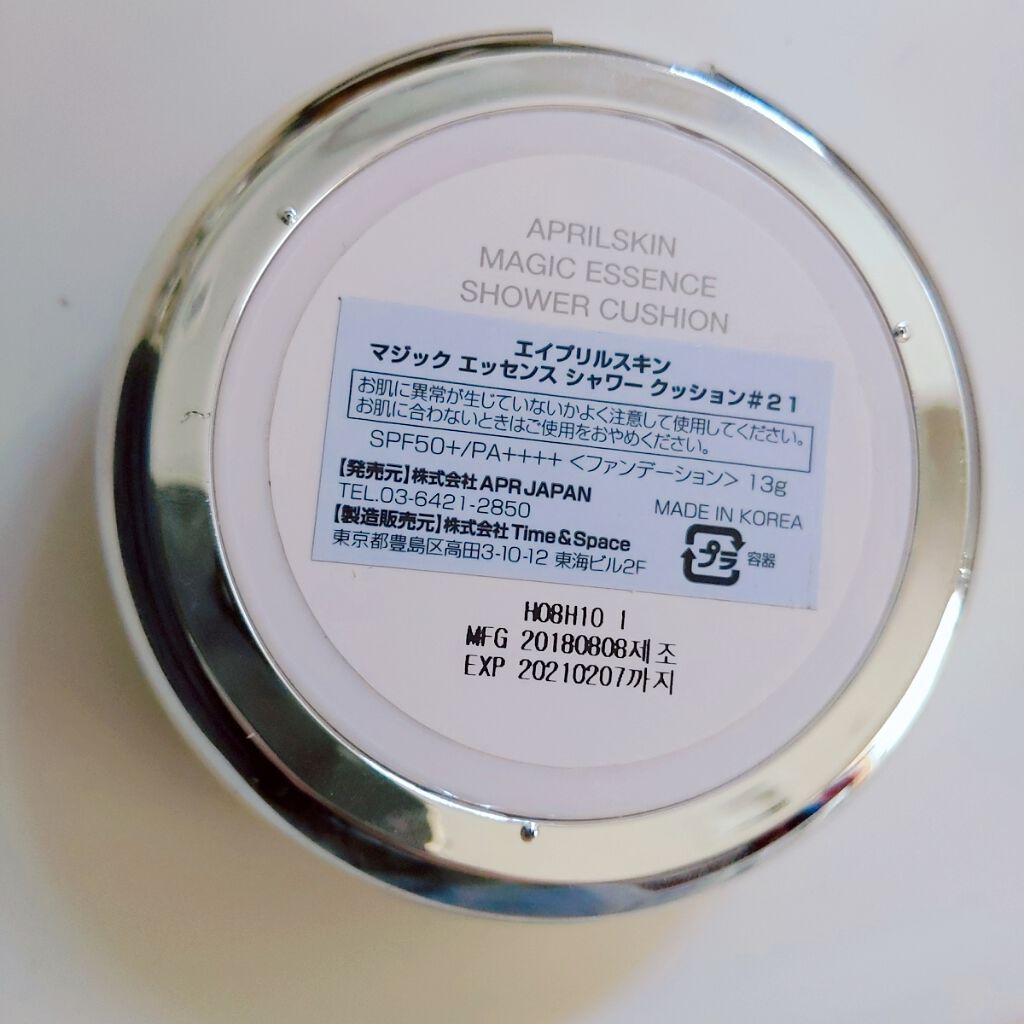 APRILSKIN
MAGIC ESSENCE
SHOWER CUSHION
エイプリルスキン
マジック エッセンス シャワー クッション#21
お肌に異常が生じていないかよく注意して使用してください。
お肌に合わないときはご使用をおやめください。
SPF50+/PA++++ <ファンデーション> 13g
【発売元】株式会社 APR JAPAN
TEL.03-6421-2850
MADE IN KOREA
【製造販売元】株式会社 Time&Space
東京都豊島区高田3-10-12 東海ビル2F
プラ 容器
H08H10 I
MFG 20180808제조
EXP 20210207까지